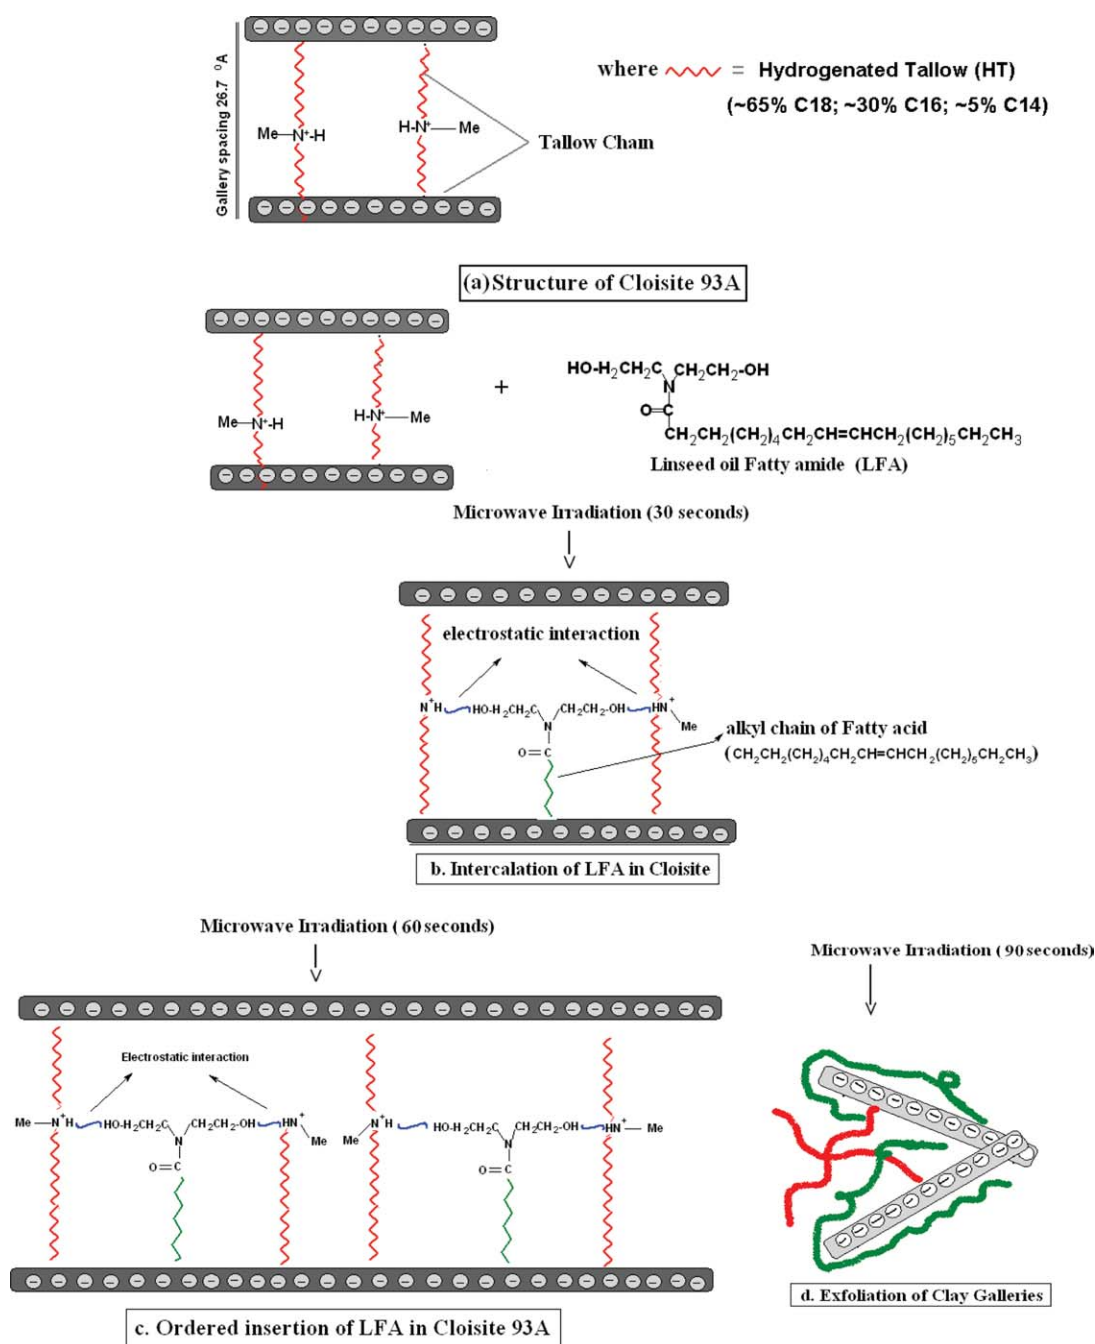 Gallery spacing 26.7 ⁰A
Me—N⁺-H
H-N⁺—Me
Tallow Chain
where = Hydrogenated Tallow (HT)
(~65% C18; ~30% C16; ~5% C14)
(a) Structure of Cloisite 93A
Me—N⁺-H
H-N⁺—Me
+
HO-H₂CH₂C CH₂CH₂-OH
N
O=C
CH₂CH₂(CH₂)₄CH₂CH=CHCH₂(CH₂)₅CH₂CH₃
Linseed oil Fatty amide (LFA)
Microwave Irradiation (30 seconds)
electrostatic interaction
N⁺H HO-H₂CH₂C CH₂CH₂-OH HN⁺
Me
N
O=C
alkyl chain of Fatty acid
(CH₂CH₂(CH₂)₄CH₂CH=CHCH₂(CH₂)₅CH₂CH₃)
b. Intercalation of LFA in Cloisite
Microwave Irradiation (60 seconds)
Electrostatic interaction
Me—N⁺H HO-H₂CH₂C CH₂CH₂-OH HN⁺
Me
N
O=C
N⁺H HO-H₂CH₂C CH₂CH₂-OH HN⁺—Me
Me
N
O=C
c. Ordered insertion of LFA in Cloisite 93A
Microwave Irradiation (90 seconds)
d. Exfoliation of Clay Galleries